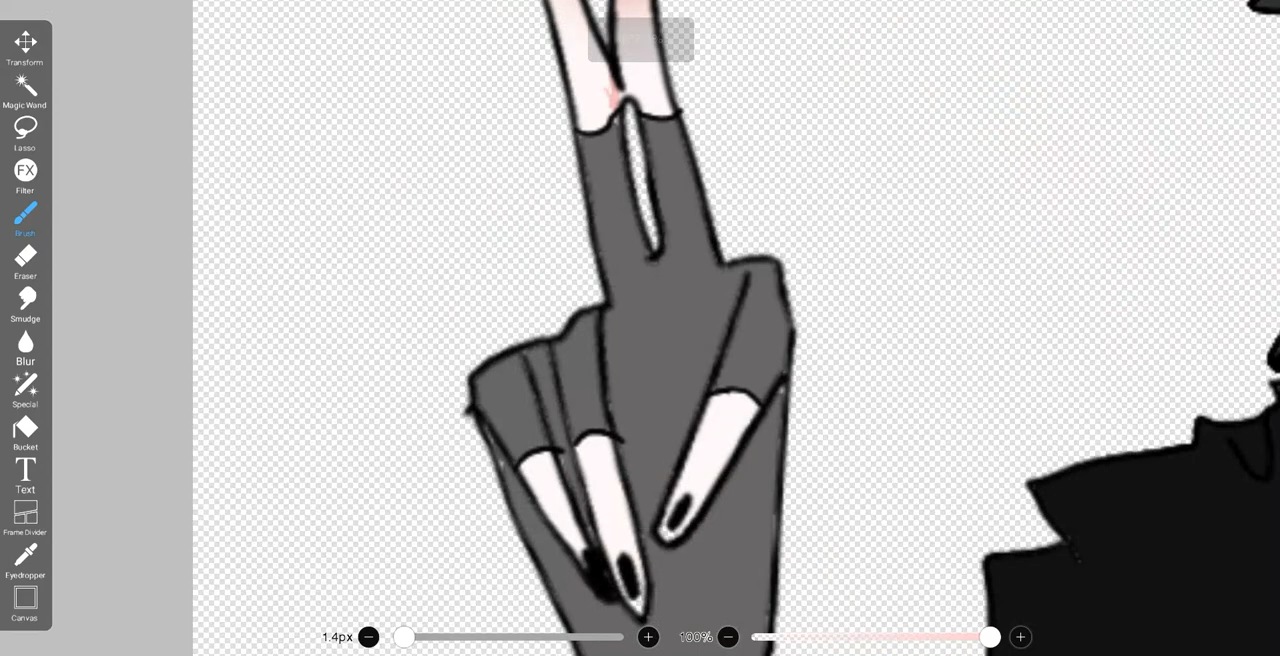 Transform
Magic Wand
Lasso
FX
Filter
Brush
Eraser
Smudge
Blur
Special
Bucket
T
Text
Frame Divider
Eyedropper
Canvas
1.4px
100%